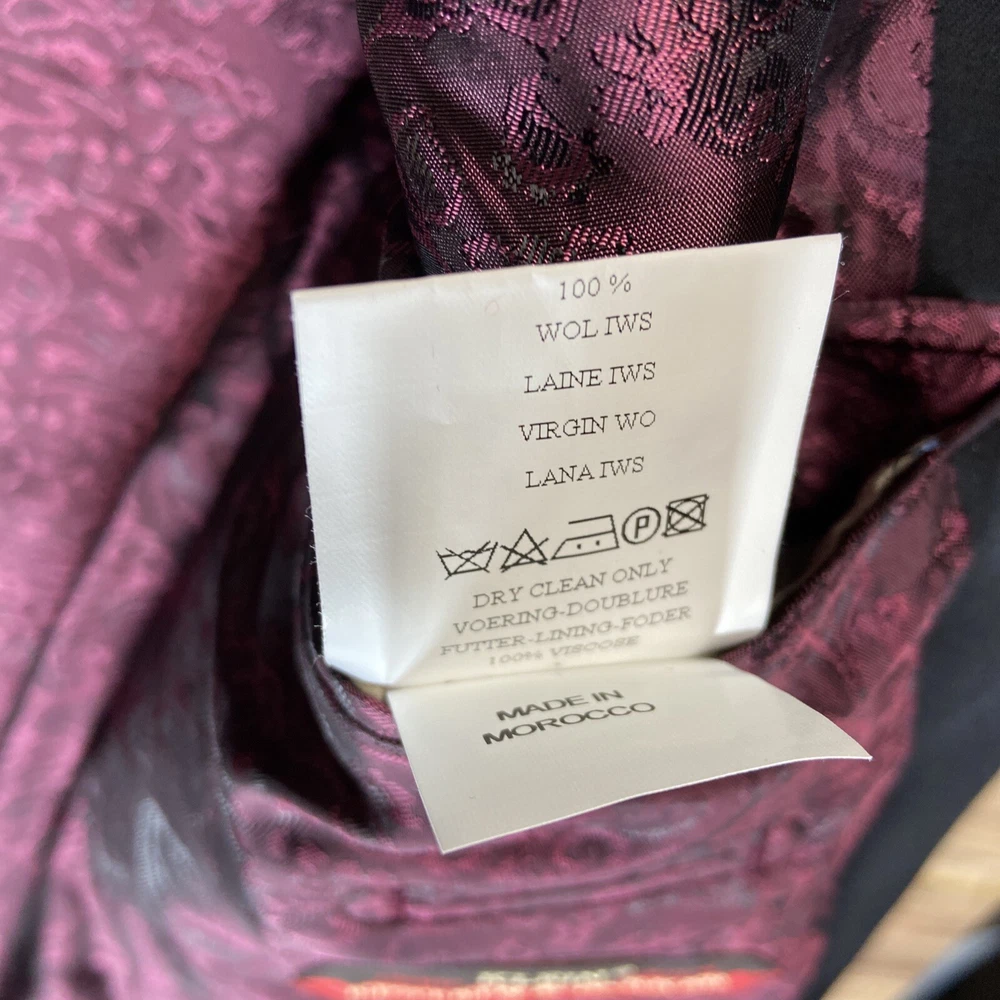 100 %
WOL IWS
LAINE IWS
VIRGIN WO
LANA IWS
P
DRY CLEAN ONLY
VOERING-DOUBLURE
FUTTER-LINING-FODER
100% VISCOSE
MADE IN
MOROCCO